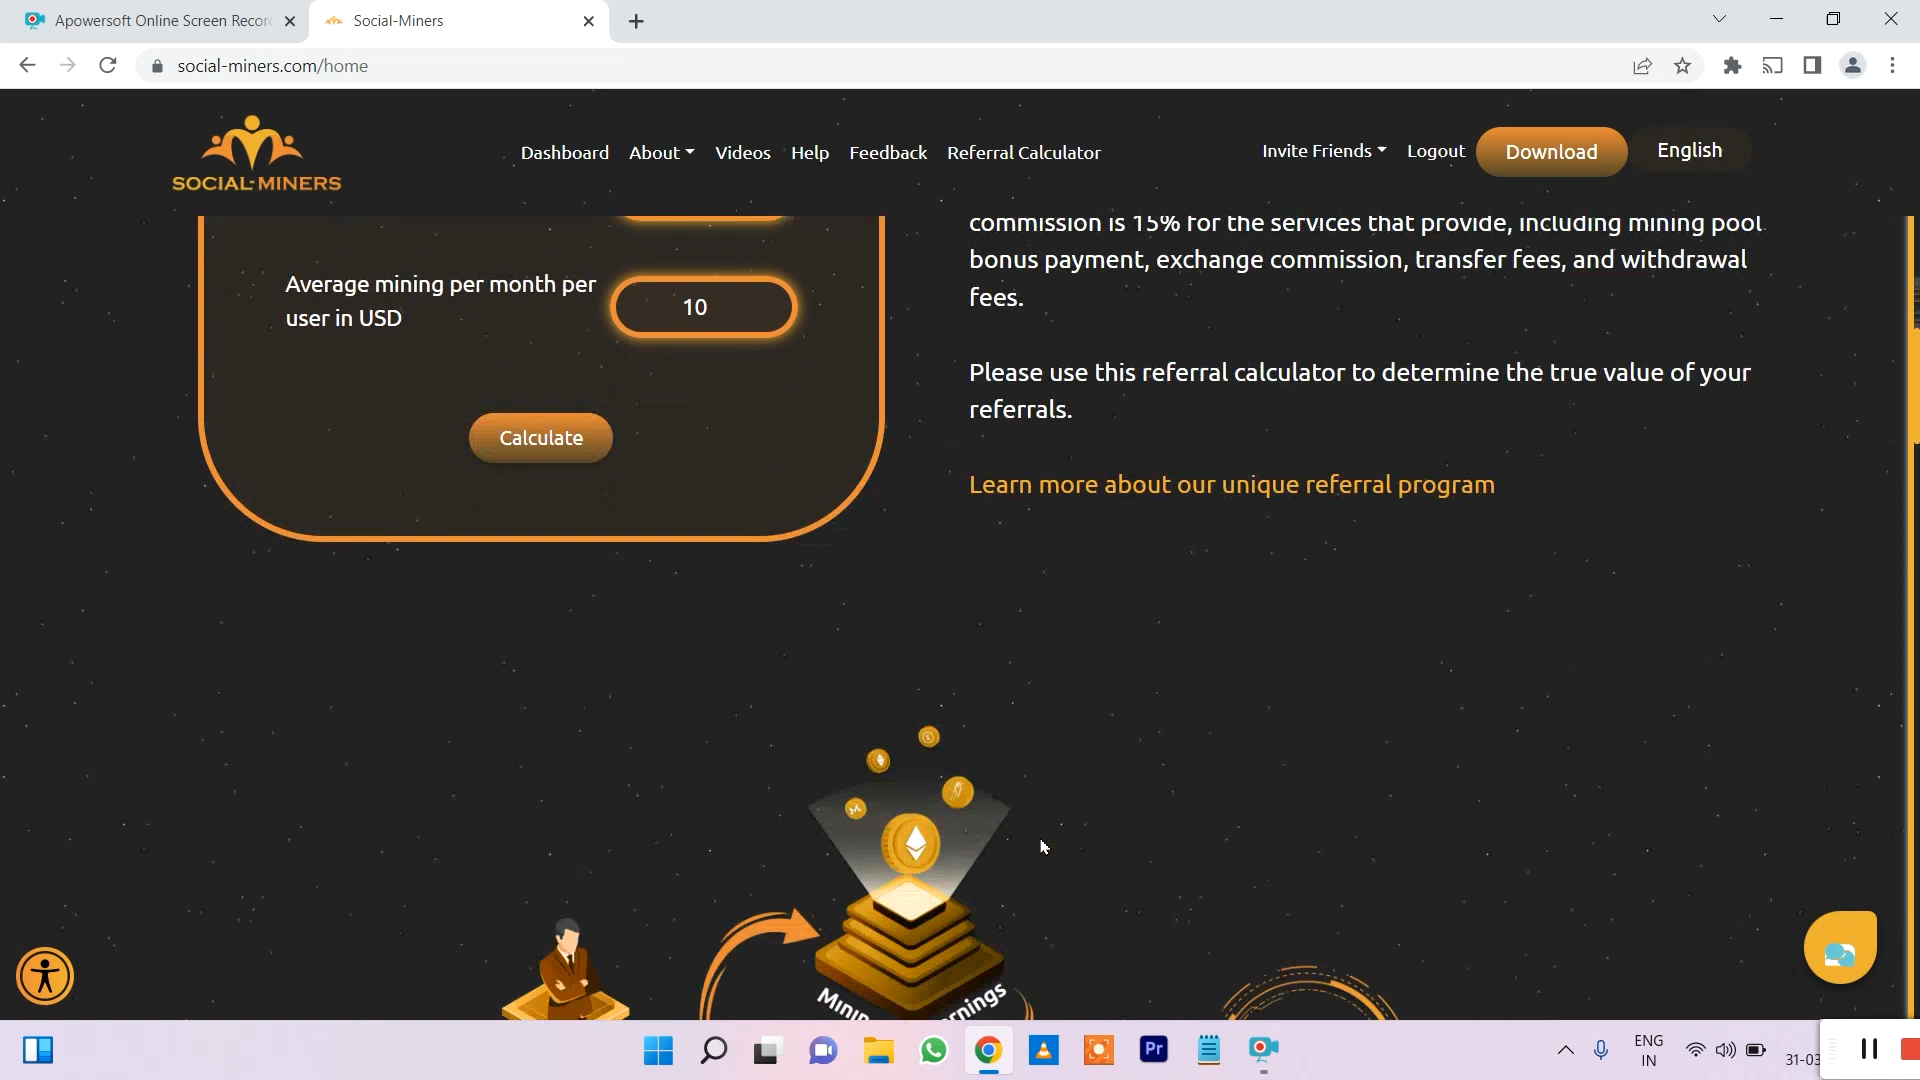 Apowersoft Online Screen Recor
Social-Miners
social-miners.com/home
SOCIAL-MINERS
Dashboard
About
Videos
Help
Feedback
Referral Calculator
Invite Friends
Logout
Download
English
Average mining per month per
user in USD
10
Calculate
commission is 15% for the services that provide, including mining pool
bonus payment, exchange commission, transfer fees, and withdrawal
fees.
Please use this referral calculator to determine the true value of your
referrals.
Learn more about our unique referral program
Pr
ENG
IN
31-03